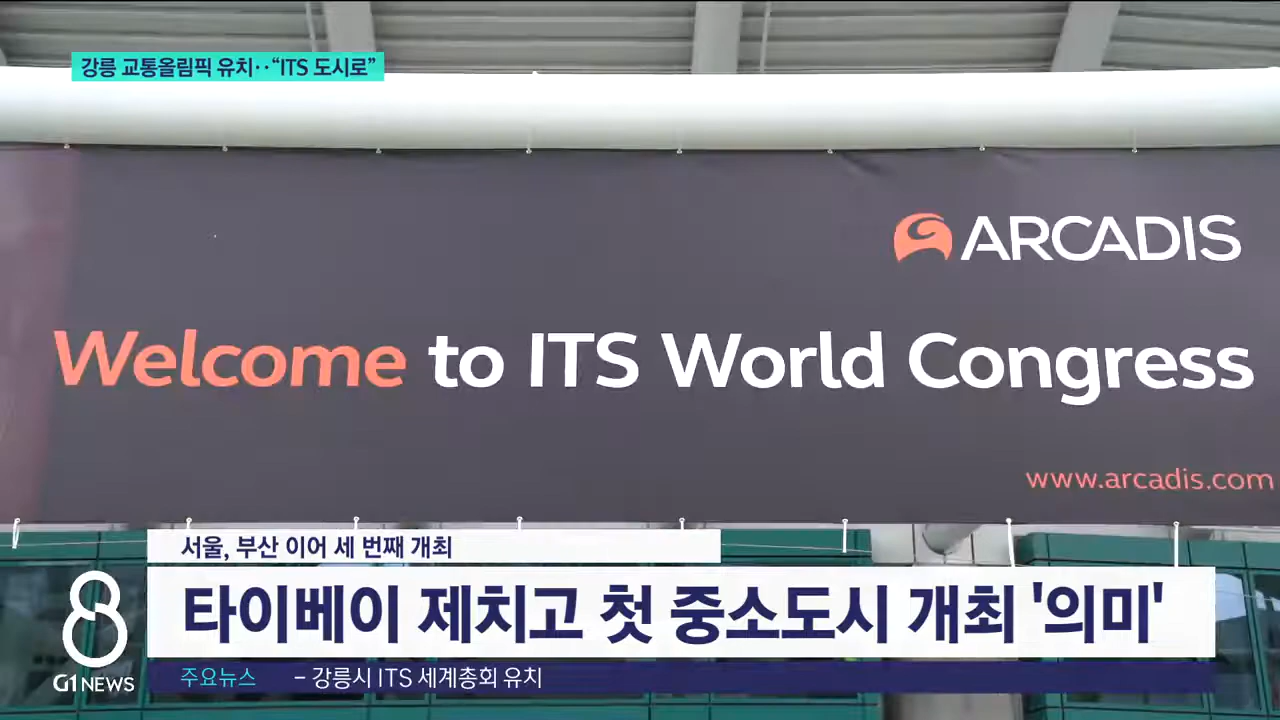 강릉 교통올림픽 유치··“ITS 도시로”
ARCADIS
Welcome to ITS World Congress
www.arcadis.com
서울, 부산 이어 세 번째 개최
타이베이 제치고 첫 중소도시 개최 '의미'
8
G1 NEWS
주요뉴스 - 강릉시 ITS 세계총회 유치